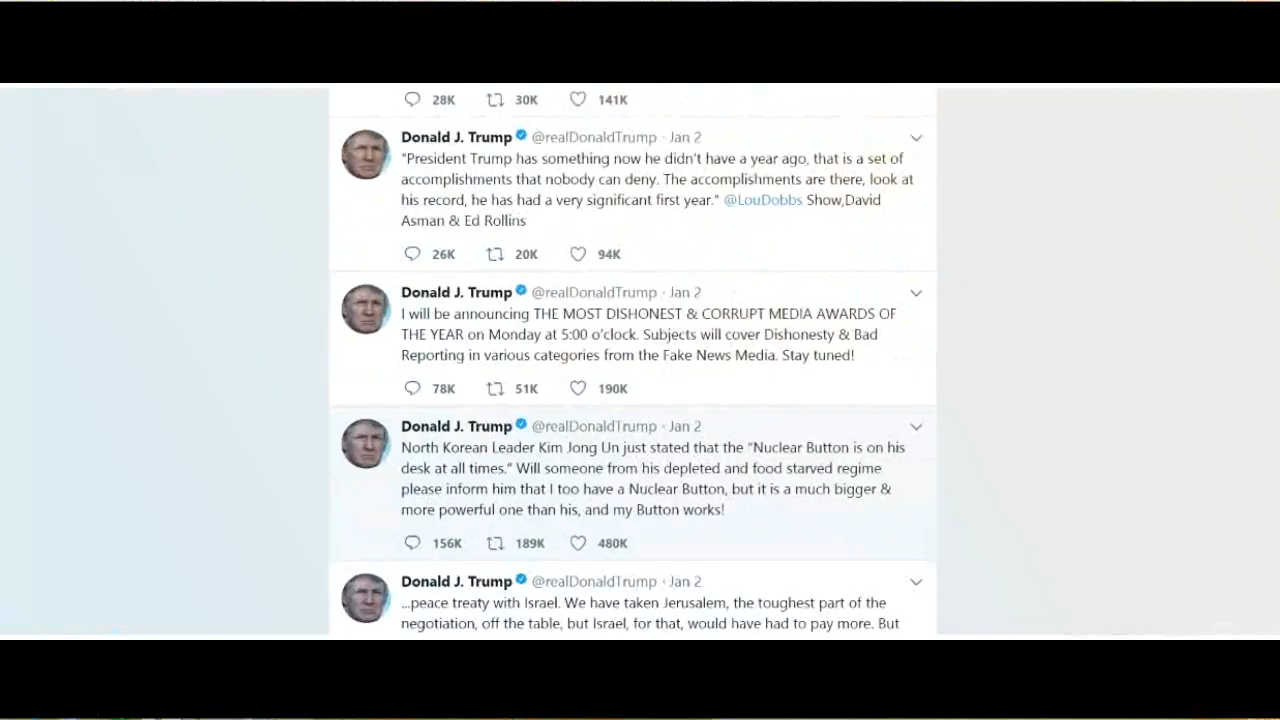 28K 30K 141K
Donald J. Trump @realDonaldTrump · Jan 2
"President Trump has something now he didn't have a year ago, that is a set of
accomplishments that nobody can deny. The accomplishments are there, look at
his record, he has had a very significant first year." @LouDobbs Show,David
Asman & Ed Rollins
26K 20K 94K
Donald J. Trump @realDonaldTrump · Jan 2
I will be announcing THE MOST DISHONEST & CORRUPT MEDIA AWARDS OF
THE YEAR on Monday at 5:00 o'clock. Subjects will cover Dishonesty & Bad
Reporting in various categories from the Fake News Media. Stay tuned!
78K 51K 190K
Donald J. Trump @realDonaldTrump · Jan 2
North Korean Leader Kim Jong Un just stated that the "Nuclear Button is on his
desk at all times." Will someone from his depleted and food starved regime
please inform him that I too have a Nuclear Button, but it is a much bigger &
more powerful one than his, and my Button works!
156K 189K 480K
Donald J. Trump @realDonaldTrump · Jan 2
...peace treaty with Israel. We have taken Jerusalem, the toughest part of the
negotiation, off the table, but Israel, for that, would have had to pay more. But